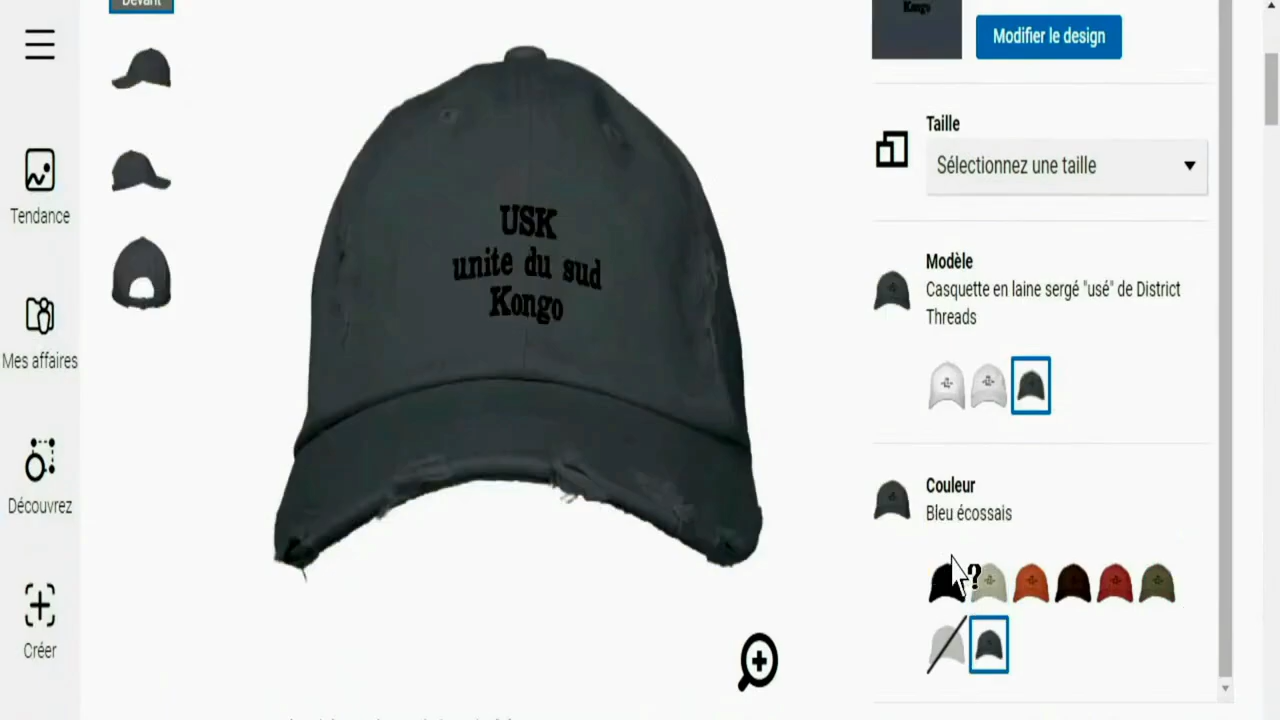 Devant
Kongo
Modifier le design
Taille
Sélectionnez une taille
Tendance
USK
unite du sud
Kongo
Modèle
Casquette en laine sergé "usé" de District
Threads
Mes affaires
Couleur
Bleu écossais
Découvrez
?
Créer